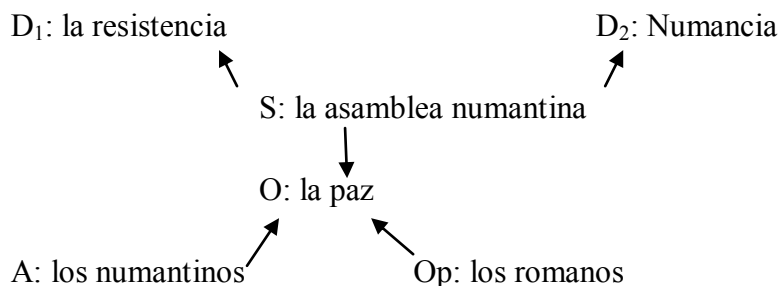 D₁: la resistencia D₂: Numancia
S: la asamblea numantina
O: la paz
A: los numantinos Op: los romanos